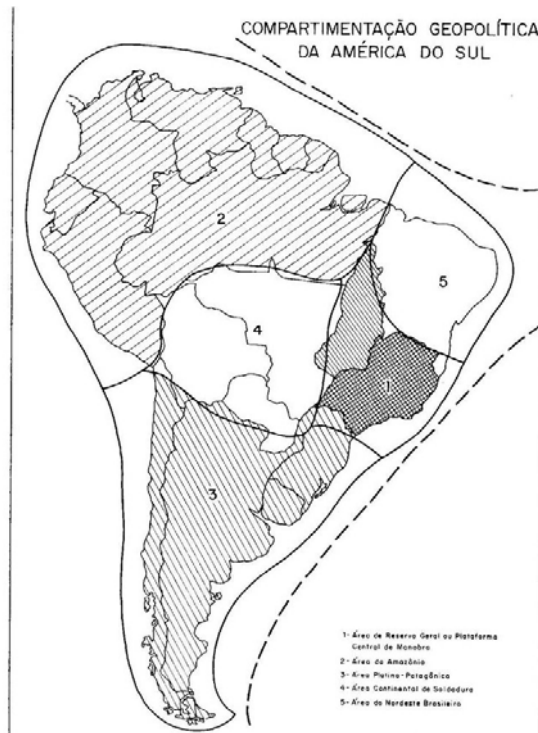 COMPARTIMENTAÇÃO GEOPOLÍTICA
DA AMÉRICA DO SUL
2
5
4
1
3
1- Área de Reserva Geral ou Plataforma
Central de Manobra
2- Área da Amazônia
3- Área Platino-Patagônica
4- Área Continental de Soldadura
5- Área do Nordeste Brasileiro